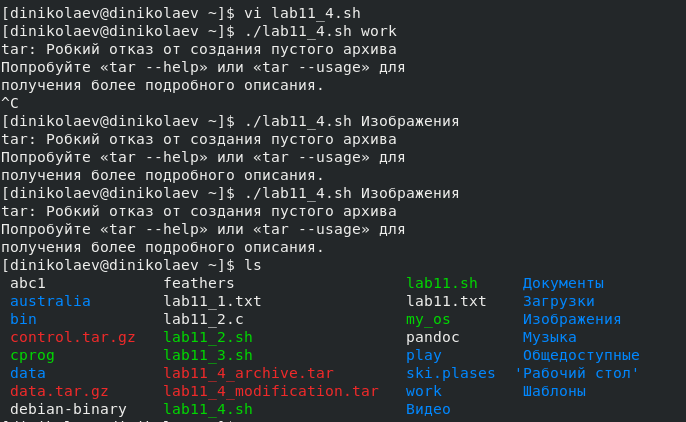 [dinikolaev@dinikolaev ~]$ vi lab11_4.sh
[dinikolaev@dinikolaev ~]$ ./lab11_4.sh work
tar: Робкий отказ от создания пустого архива
Попробуйте «tar --help» или «tar --usage» для
получения более подробного описания.
^C
[dinikolaev@dinikolaev ~]$ ./lab11_4.sh Изображения
tar: Робкий отказ от создания пустого архива
Попробуйте «tar --help» или «tar --usage» для
получения более подробного описания.
[dinikolaev@dinikolaev ~]$ ./lab11_4.sh Изображения
tar: Робкий отказ от создания пустого архива
Попробуйте «tar --help» или «tar --usage» для
получения более подробного описания.
[dinikolaev@dinikolaev ~]$ ls
abc1 feathers lab11.sh Документы
australia lab11_1.txt lab11.txt Загрузки
bin lab11_2.c my_os Изображения
control.tar.gz lab11_2.sh pandoc Музыка
cprog lab11_3.sh play Общедоступные
data lab11_4_archive.tar ski.plases 'Рабочий стол'
data.tar.gz lab11_4_modification.tar work Шаблоны
debian-binary lab11_4.sh Видео